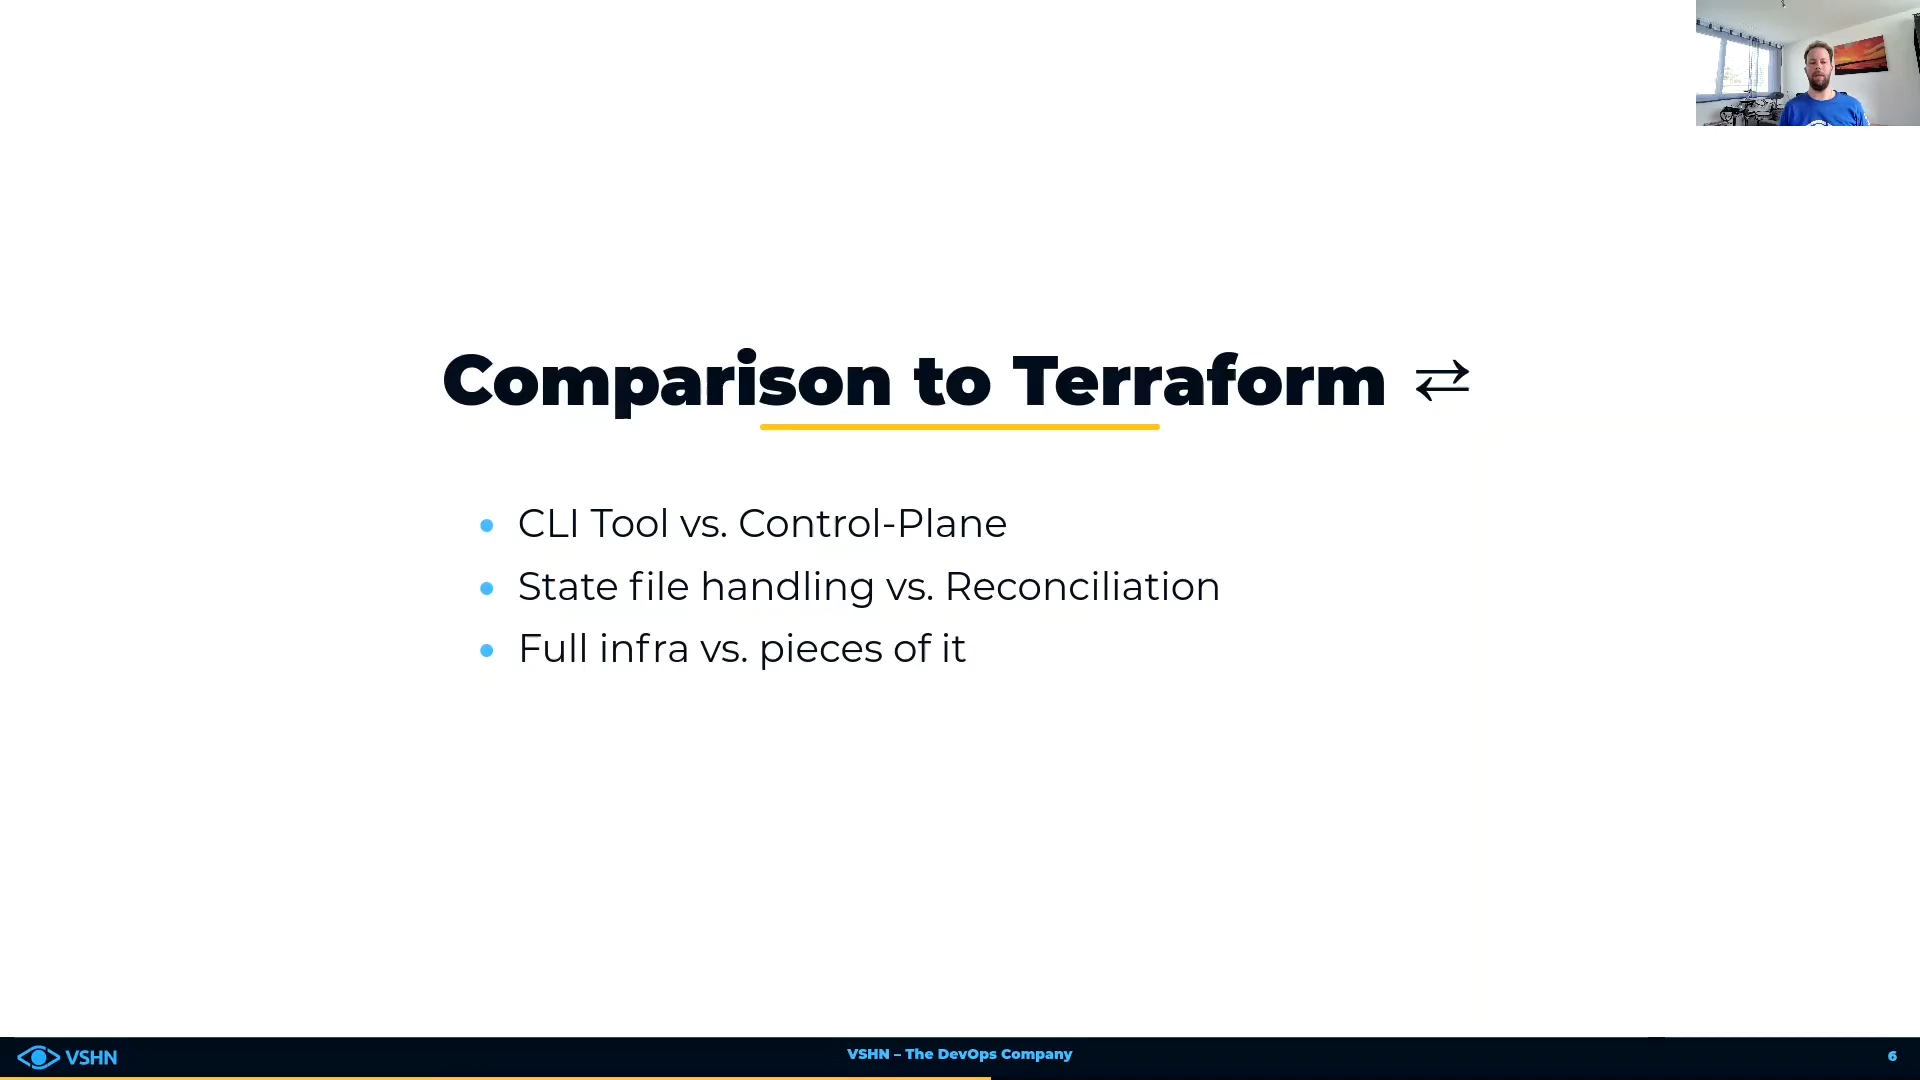 Comparison to Terraform ⇄
CLI Tool vs. Control-Plane
State file handling vs. Reconciliation
Full infra vs. pieces of it
VSHN
VSHN – The DevOps Company
6